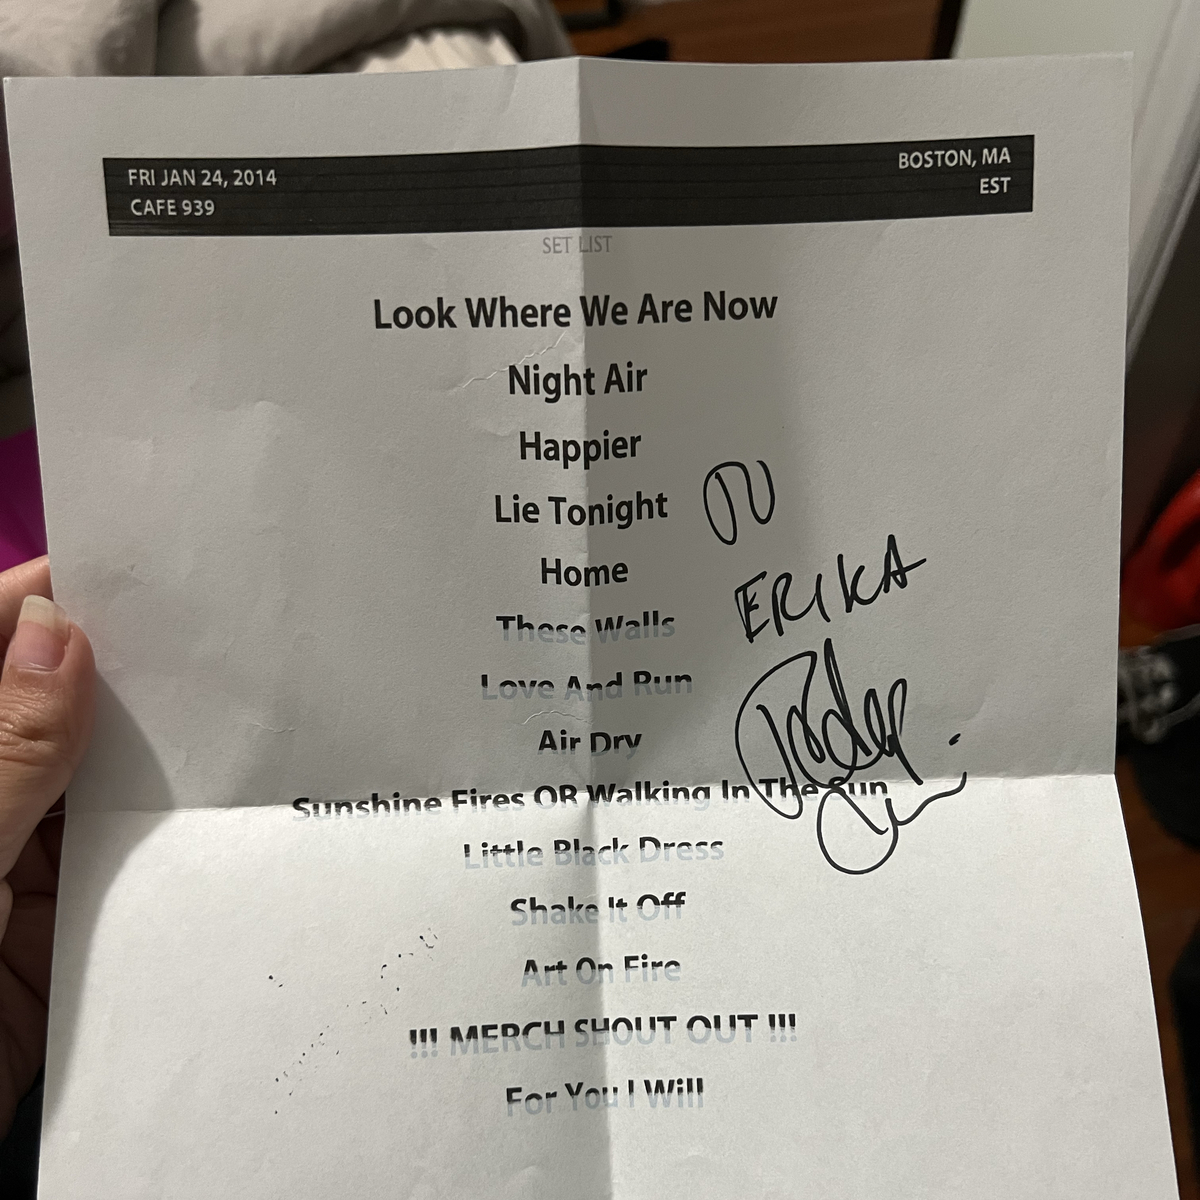 FRI JAN 24, 2014
CAFE 939
BOSTON, MA
EST
SET LIST
Look Where We Are Now
Night Air
Happier
Lie Tonight
Home
These Walls
Love And Run
Air Dry
Sunshine Fires OR Walking In The Sun
Little Black Dress
Shake It Off
Art On Fire
!!! MERCH SHOUT OUT !!!
For You I Will
ERIKA